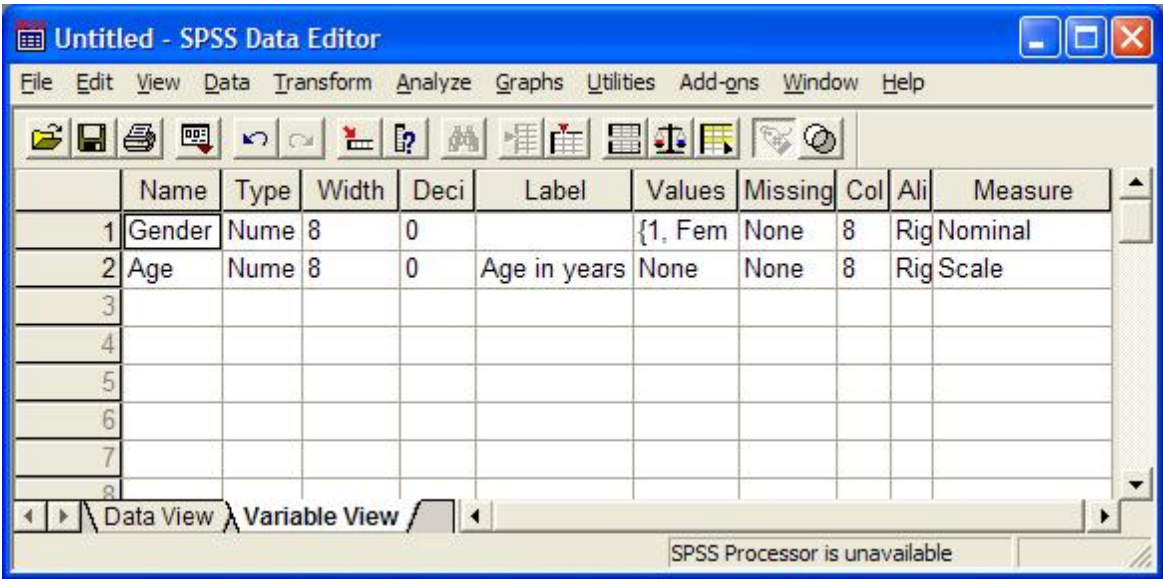 Untitled - SPSS Data Editor
File Edit View Data Transform Analyze Graphs Utilities Add-ons Window Help
Name Type Width Deci Label Values Missing Col Ali Measure
1 Gender Nume 8 0 {1, Fem None 8 Rig Nominal
2 Age Nume 8 0 Age in years None None 8 Rig Scale
3
4
5
6
7
8
Data View Variable View
SPSS Processor is unavailable